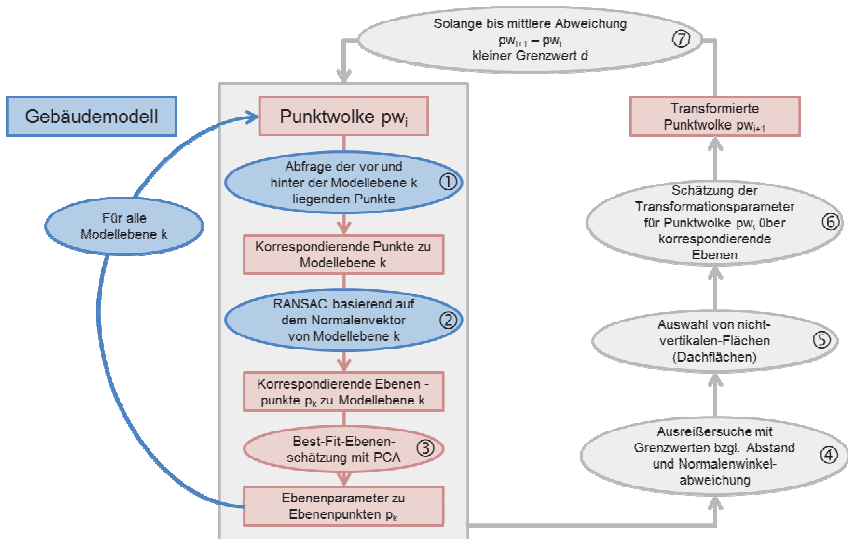 Solange bis mittlere Abweichung
pwi+1 – pwi
kleiner Grenzwert d
⑦
Gebäudemodell
Punktwolke pwi
Transformierte
Punktwolke pwi+1
Abfrage der vor und
hinter der Modellebene k
liegenden Punkte
①
Für alle
Modellebene k
Schätzung der
Transformationsparameter
für Punktwolke pwi über
korrespondierende
Ebenen
⑥
Korrespondierende Punkte zu
Modellebene k
RANSAC basierend auf
dem Normalenvektor
von Modellebene k
②
Auswahl von nicht-
vertikalen-Flächen
(Dachflächen)
⑤
Korrespondierende Ebenen -
punkte pk zu Modellebene k
Best-Fit-Ebenen-
schätzung mit PCA
③
Ausreißersuche mit
Grenzwerten bzgl. Abstand
und Normalenwinkel-
abweichung
④
Ebenenparameter zu
Ebenenpunkten pk